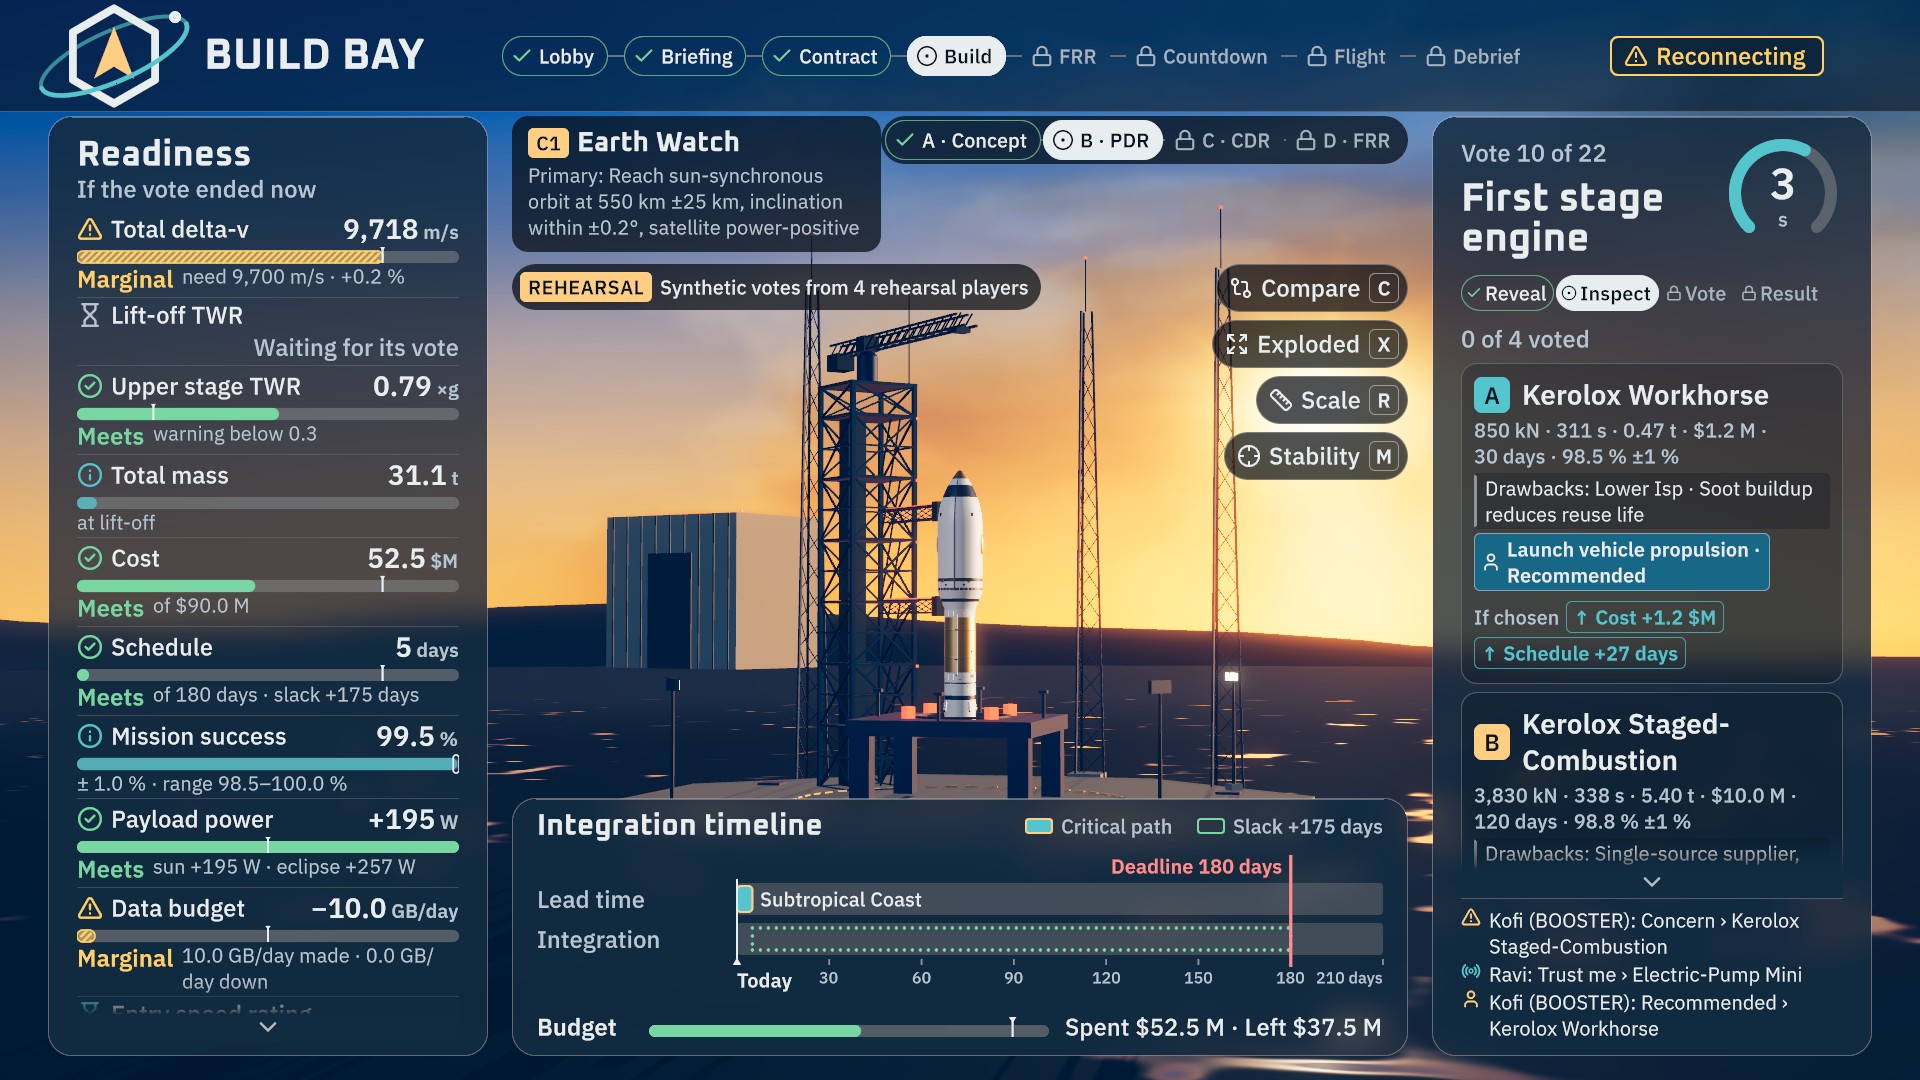 BUILD BAY
Lobby
Briefing
Contract
Build
FRR
Countdown
Flight
Debrief
Reconnecting
Readiness
If the vote ended now
Total delta-v 9,718 m/s
Marginal need 9,700 m/s · +0.2 %
Lift-off TWR
Waiting for its vote
Upper stage TWR 0.79 ×g
Meets warning below 0.3
Total mass 31.1 t
at lift-off
Cost 52.5 $M
Meets of $90.0 M
Schedule 5 days
Meets of 180 days · slack +175 days
Mission success 99.5 %
± 1.0 % · range 98.5–100.0 %
Payload power +195 W
Meets sun +195 W · eclipse +257 W
Data budget −10.0 GB/day
Marginal 10.0 GB/day made · 0.0 GB/
day down
Entry speed rating
C1 Earth Watch
Primary: Reach sun-synchronous
orbit at 550 km ±25 km, inclination
within ±0.2°, satellite power-positive
A · Concept
B · PDR
C · CDR
· D · FRR
REHEARSAL Synthetic votes from 4 rehearsal players
Compare C
Exploded X
Scale R
Stability M
Integration timeline
Critical path
Slack +175 days
Deadline 180 days
Lead time Subtropical Coast
Integration
Today 30 60 90 120 150 180 210 days
Budget Spent $52.5 M · Left $37.5 M
Vote 10 of 22
First stage
engine
3
s
Reveal
Inspect
Vote
Result
0 of 4 voted
A Kerolox Workhorse
850 kN · 311 s · 0.47 t · $1.2 M ·
30 days · 98.5 % ±1 %
Drawbacks: Lower Isp · Soot buildup
reduces reuse life
Launch vehicle propulsion ·
Recommended
If chosen ↑ Cost +1.2 $M
↑ Schedule +27 days
B Kerolox Staged-
Combustion
3,830 kN · 338 s · 5.40 t · $10.0 M ·
120 days · 98.8 % ±1 %
Drawbacks: Single-source supplier,
Kofi (BOOSTER): Concern › Kerolox
Staged-Combustion
Ravi: Trust me › Electric-Pump Mini
Kofi (BOOSTER): Recommended ›
Kerolox Workhorse